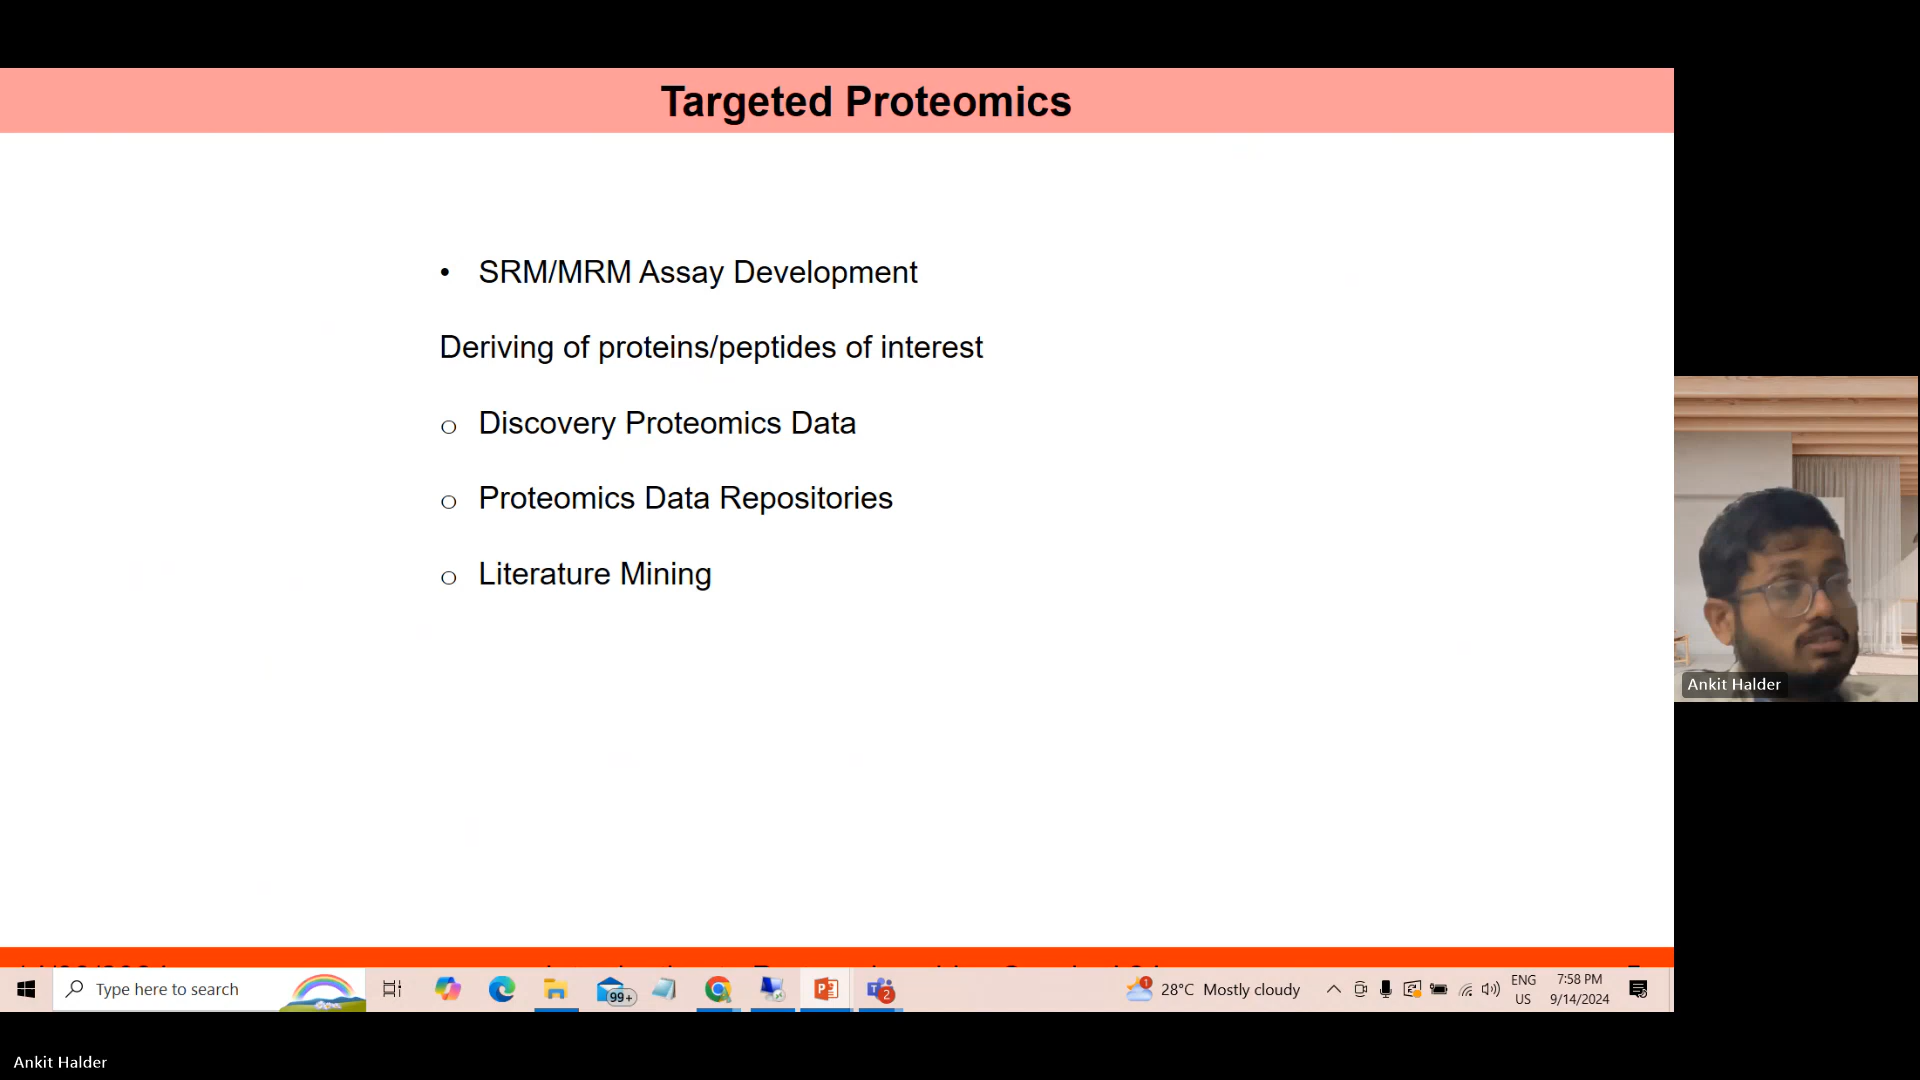 Targeted Proteomics
• SRM/MRM Assay Development
Deriving of proteins/peptides of interest
o Discovery Proteomics Data
o Proteomics Data Repositories
o Literature Mining
Ankit Halder
Type here to search
99+
2
1
28°C Mostly cloudy
ENG
US
7:58 PM
9/14/2024
Ankit Halder